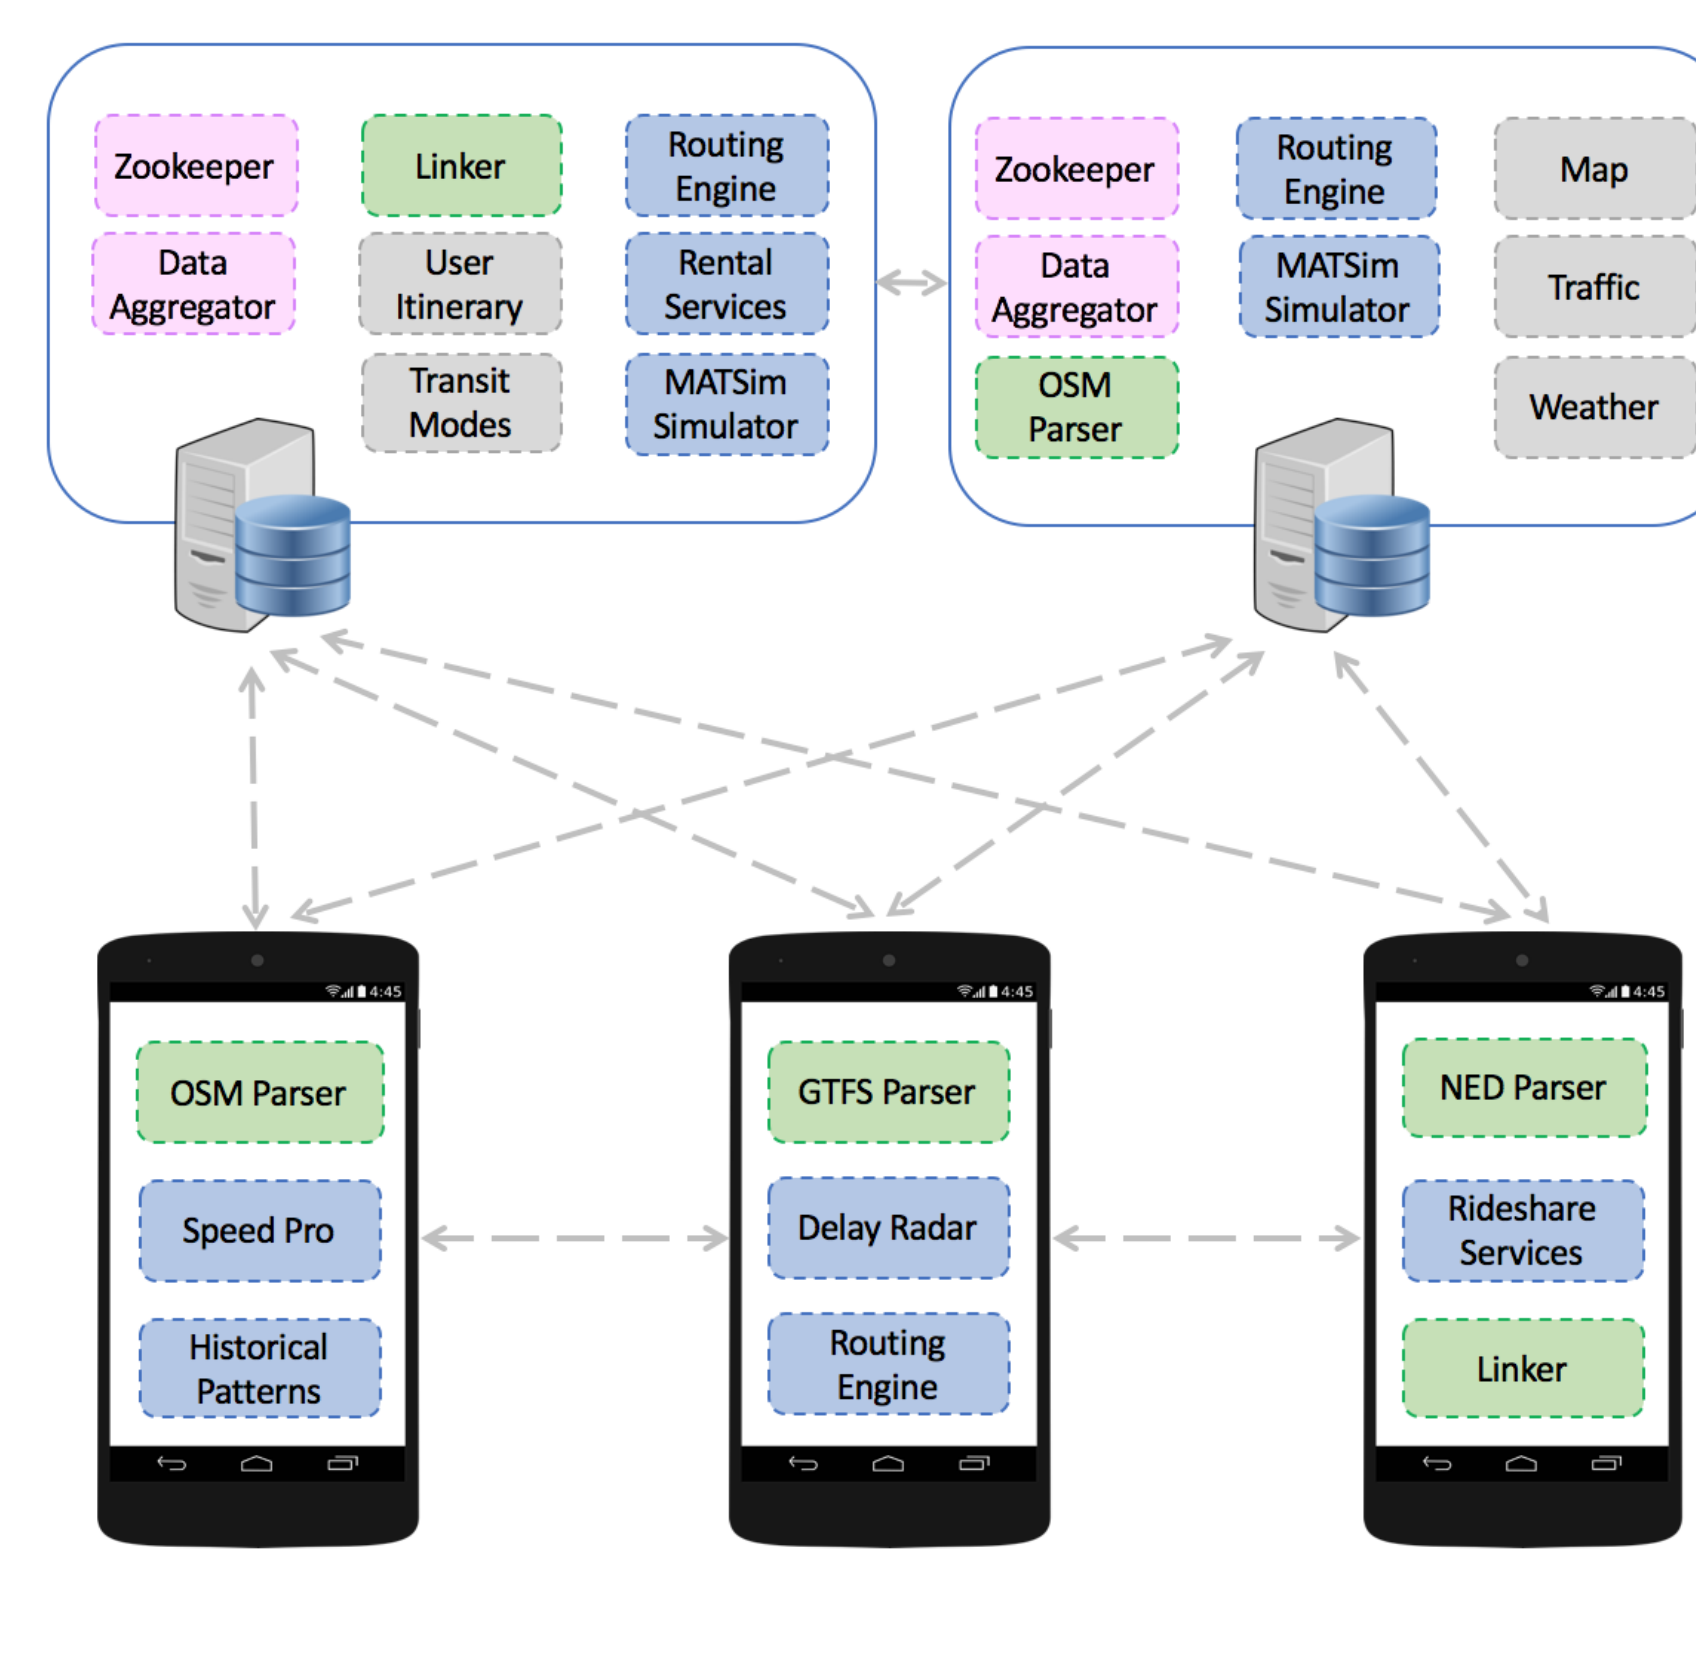 Zookeeper
Linker
Routing
Engine
Data
Aggregator
User
Itinerary
Rental
Services
Transit
Modes
MATSim
Simulator
Zookeeper
Routing
Engine
Map
Data
Aggregator
MATSim
Simulator
Traffic
OSM
Parser
Weather
4:45
OSM Parser
Speed Pro
Historical
Patterns
4:45
GTFS Parser
Delay Radar
Routing
Engine
4:45
NED Parser
Rideshare
Services
Linker